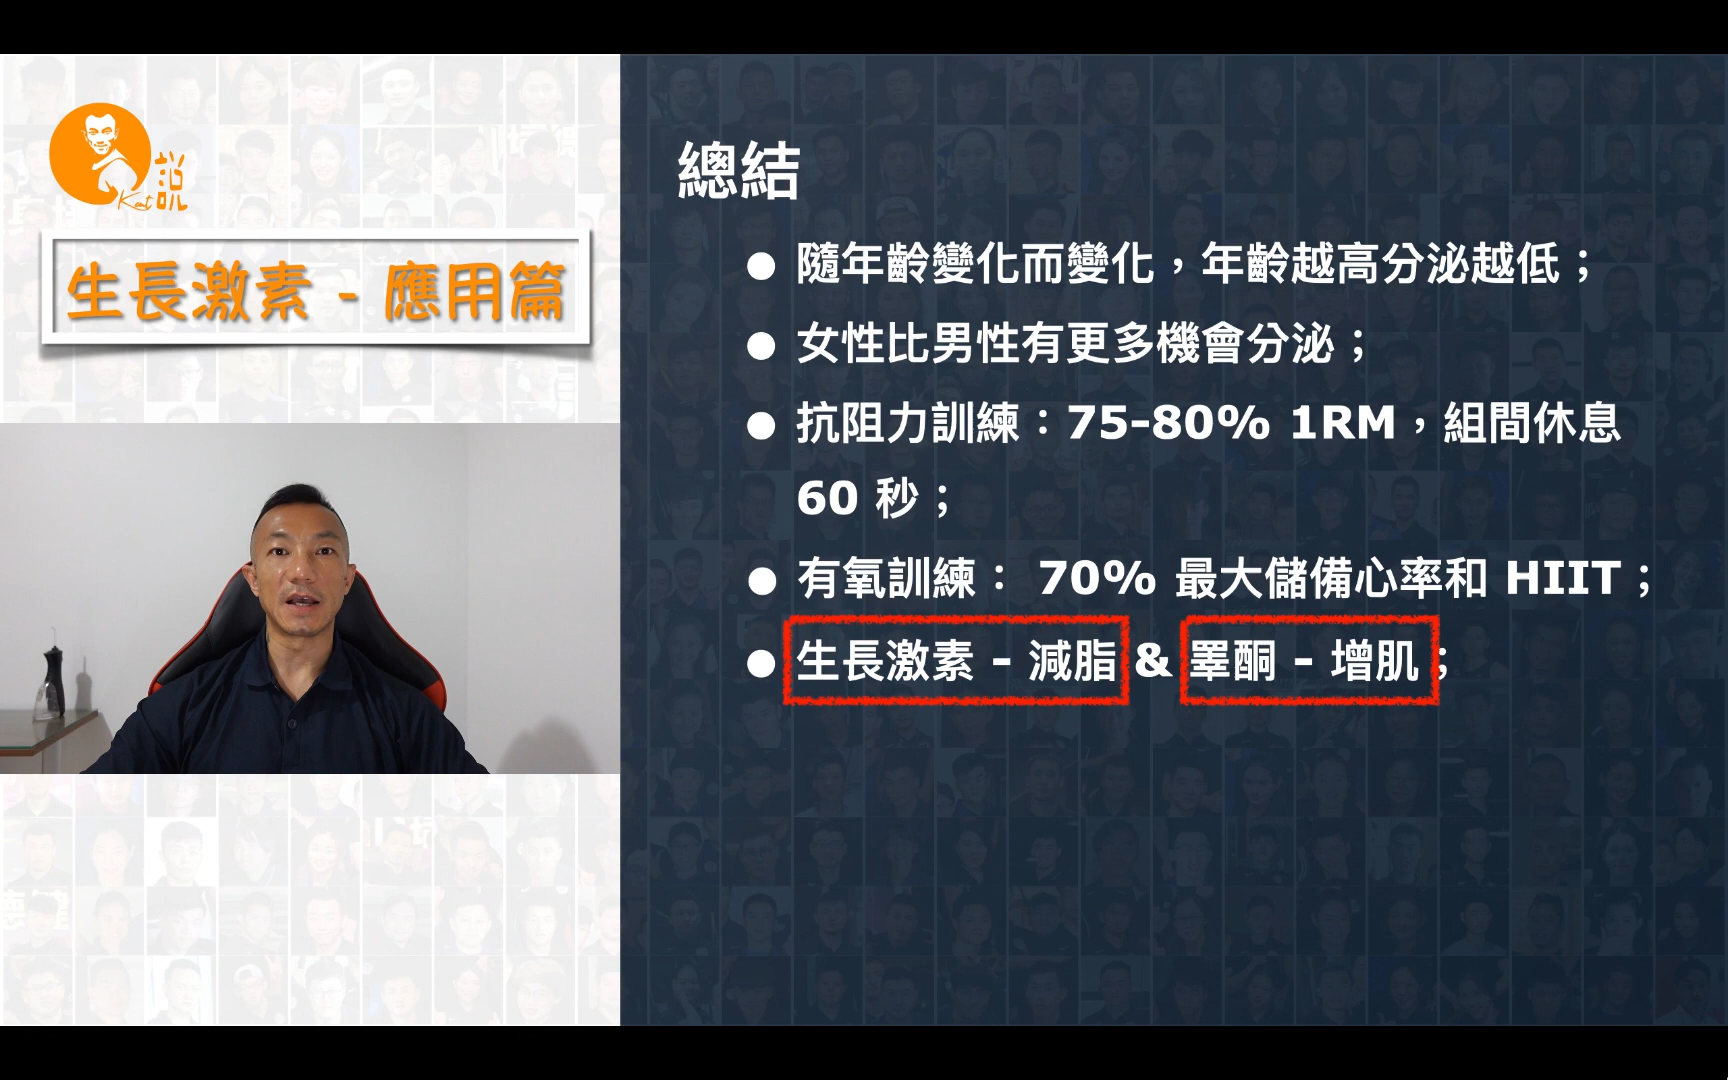 Kent 說
生長激素 - 應用篇
總結
● 隨年齡變化而變化，年齡越高分泌越低；
● 女性比男性有更多機會分泌；
● 抗阻力訓練：75-80% 1RM，組間休息
60 秒；
● 有氧訓練： 70% 最大儲備心率和 HIIT；
● 生長激素 - 減脂 & 睪酮 - 增肌；